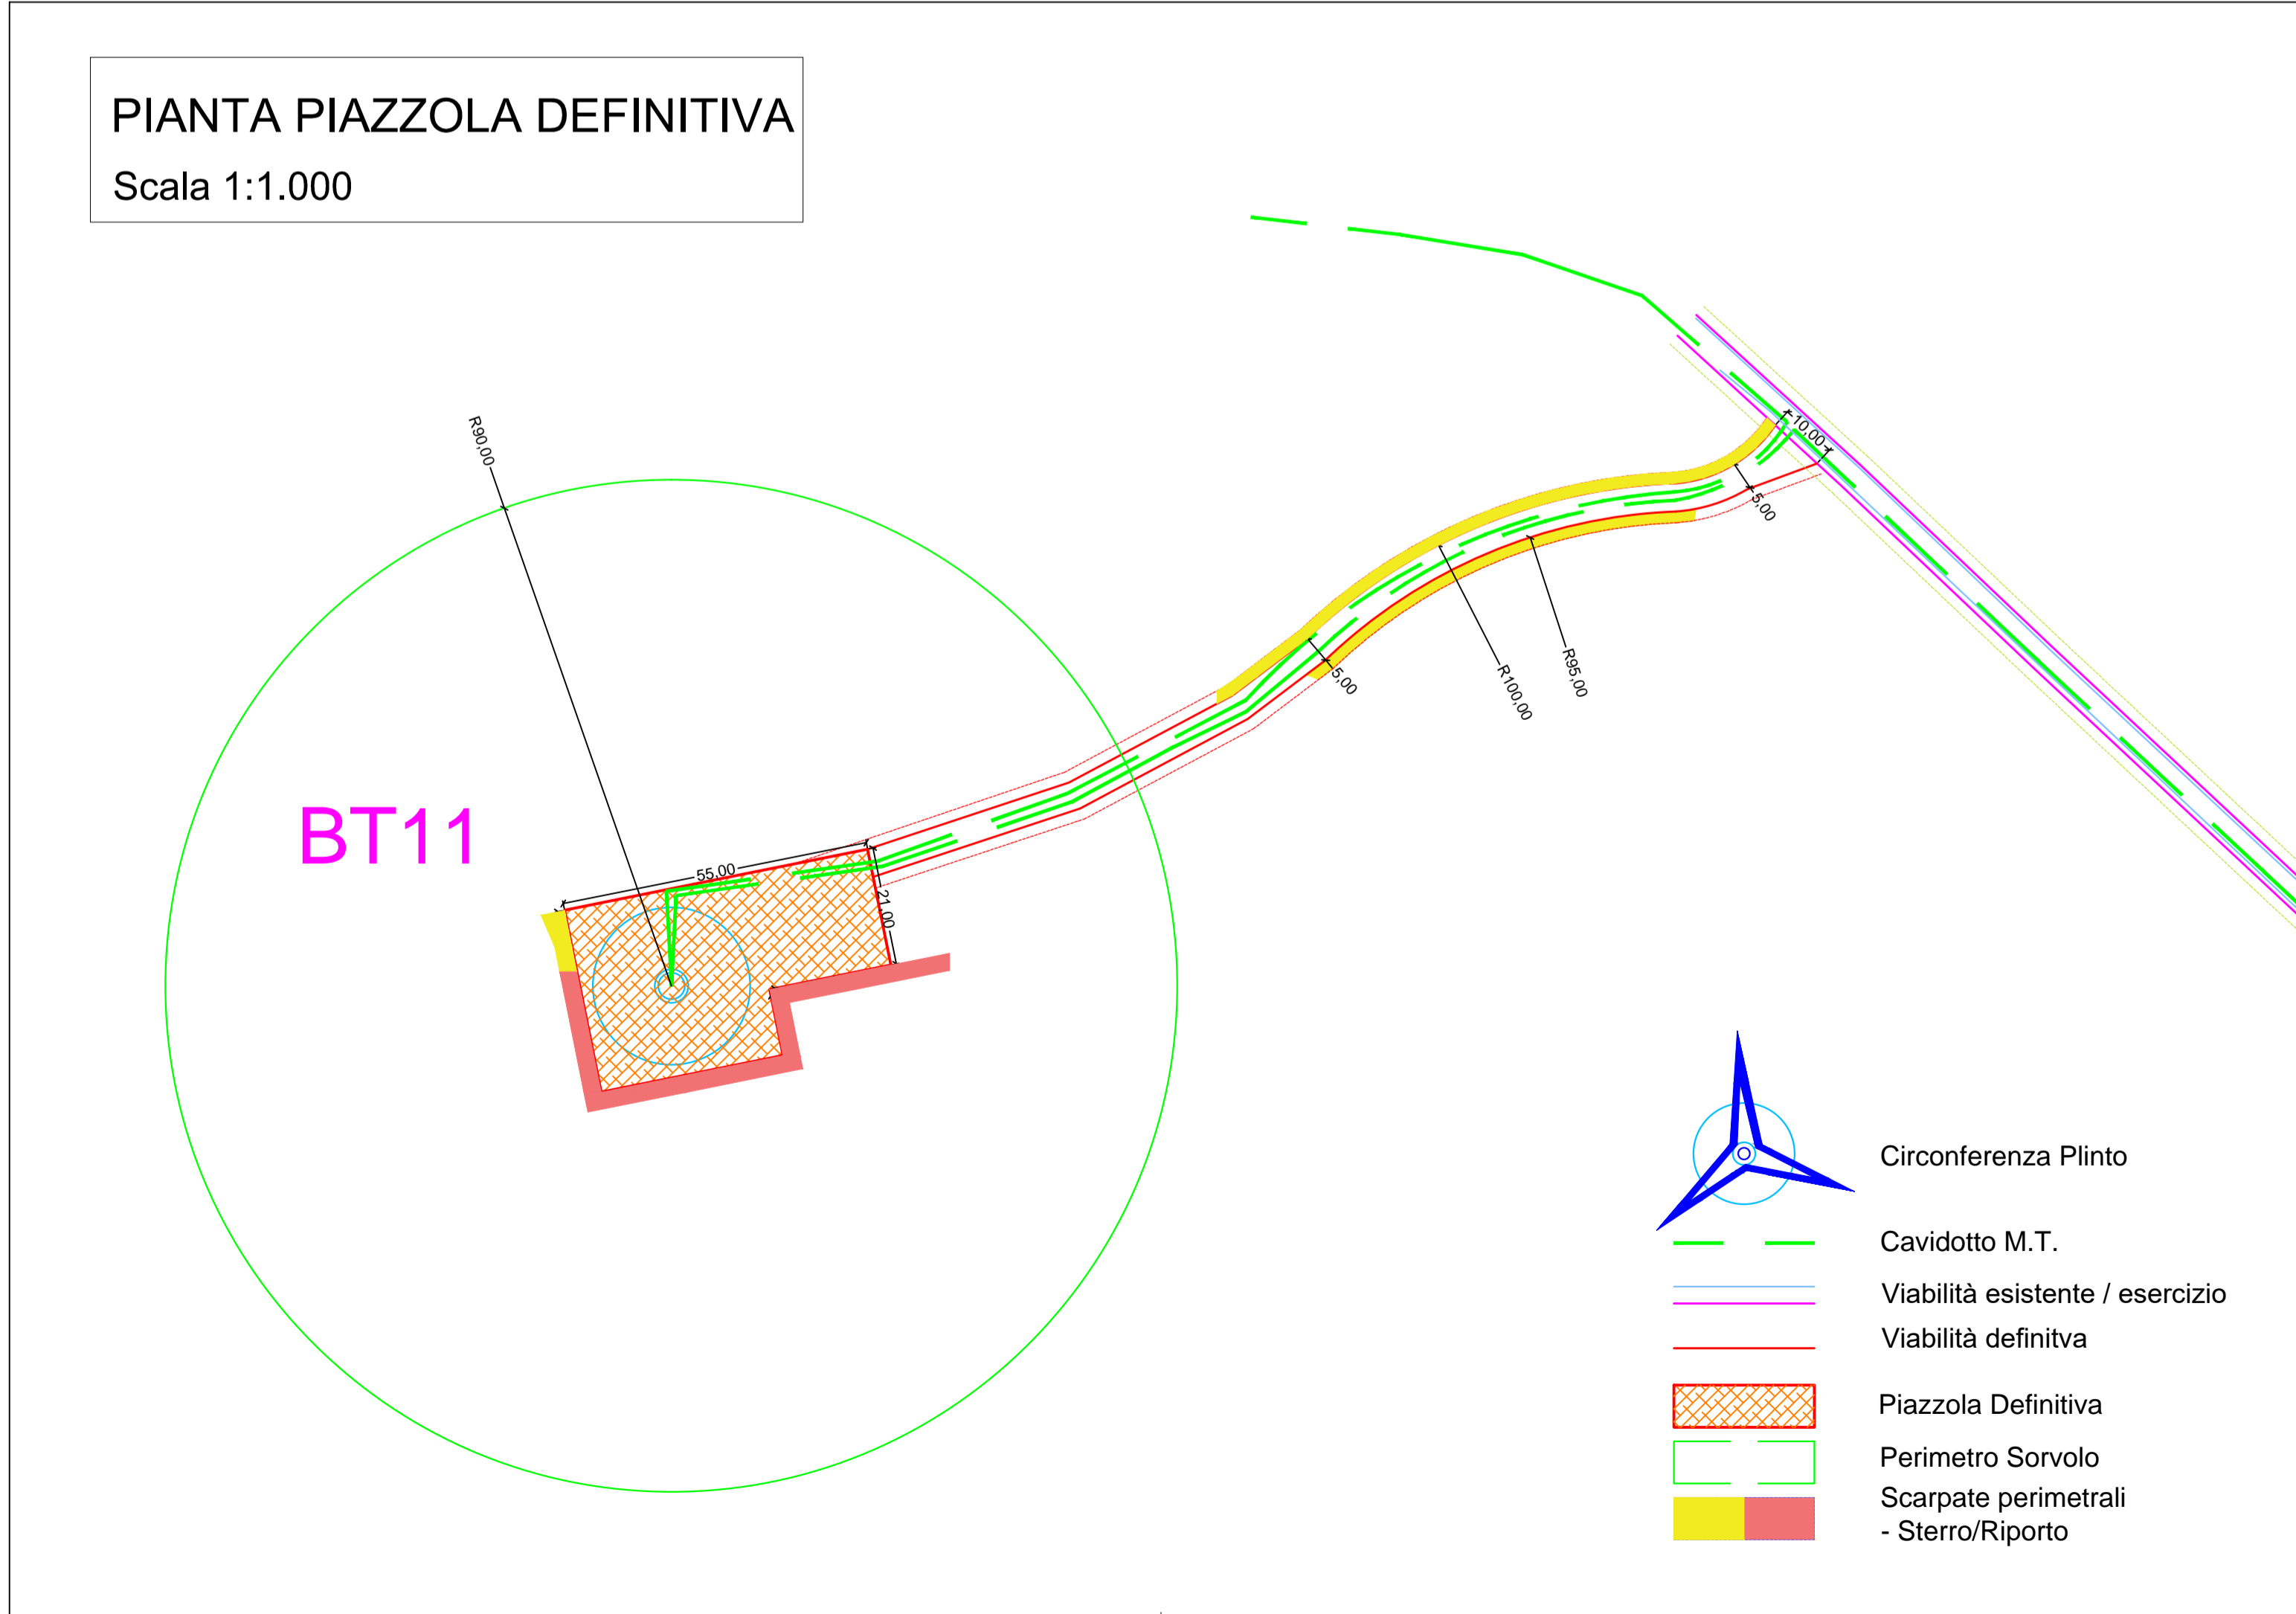 PIANTA PIAZZOLA DEFINITIVA
Scala 1:1.000
R90,00
10,00
5,00
R95,00
R100,00
5,00
BT11
55,00
21,00
Circonferenza Plinto
Cavidotto M.T.
Viabilità esistente / esercizio
Viabilità definitva
Piazzola Definitiva
Perimetro Sorvolo
Scarpate perimetrali
- Sterro/Riporto